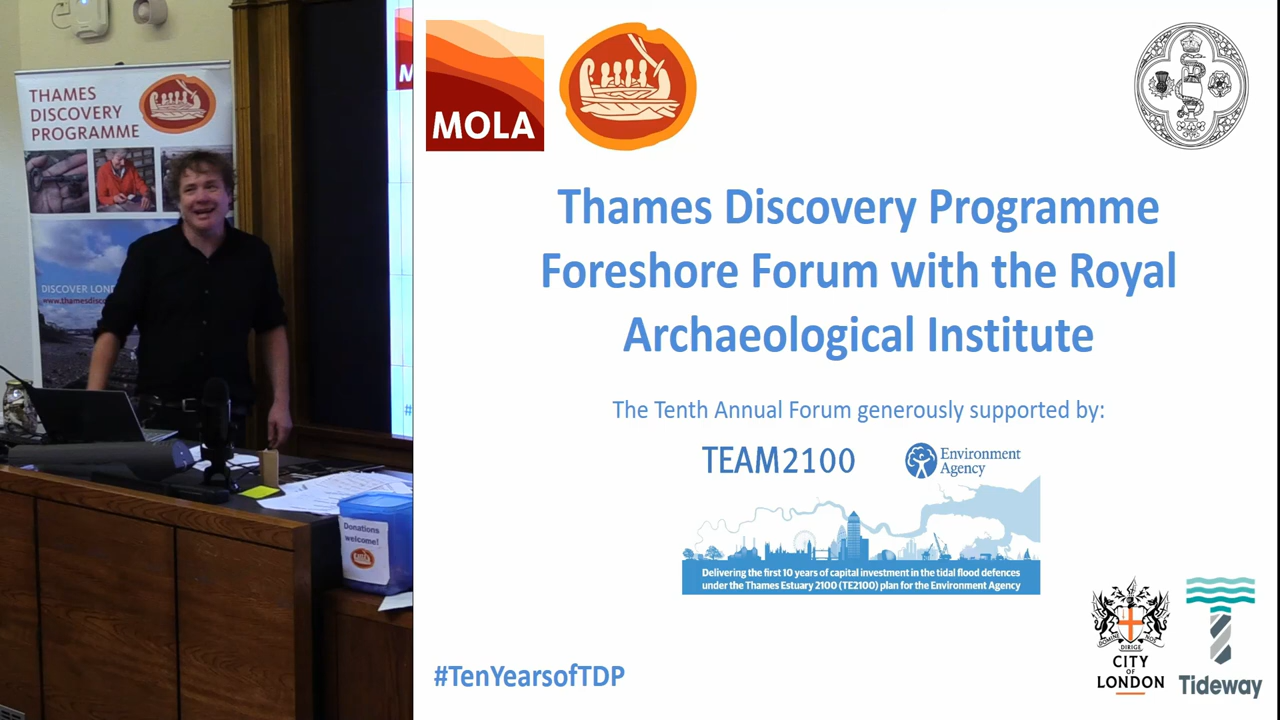 THAMES
DISCOVERY
PROGRAMME
DISCOVER LON
www.thamesdisco
Donations
welcome!
M
#
MOLA
Thames Discovery Programme
Foreshore Forum with the Royal
Archaeological Institute
The Tenth Annual Forum generously supported by:
TEAM2100
Environment
Agency
Delivering the first 10 years of capital investment in the tidal flood defences
under the Thames Estuary 2100 (TE2100) plan for the Environment Agency
#TenYearsofTDP
DOMINE DIRIGE NOS
CITY
OF
LONDON
Tideway